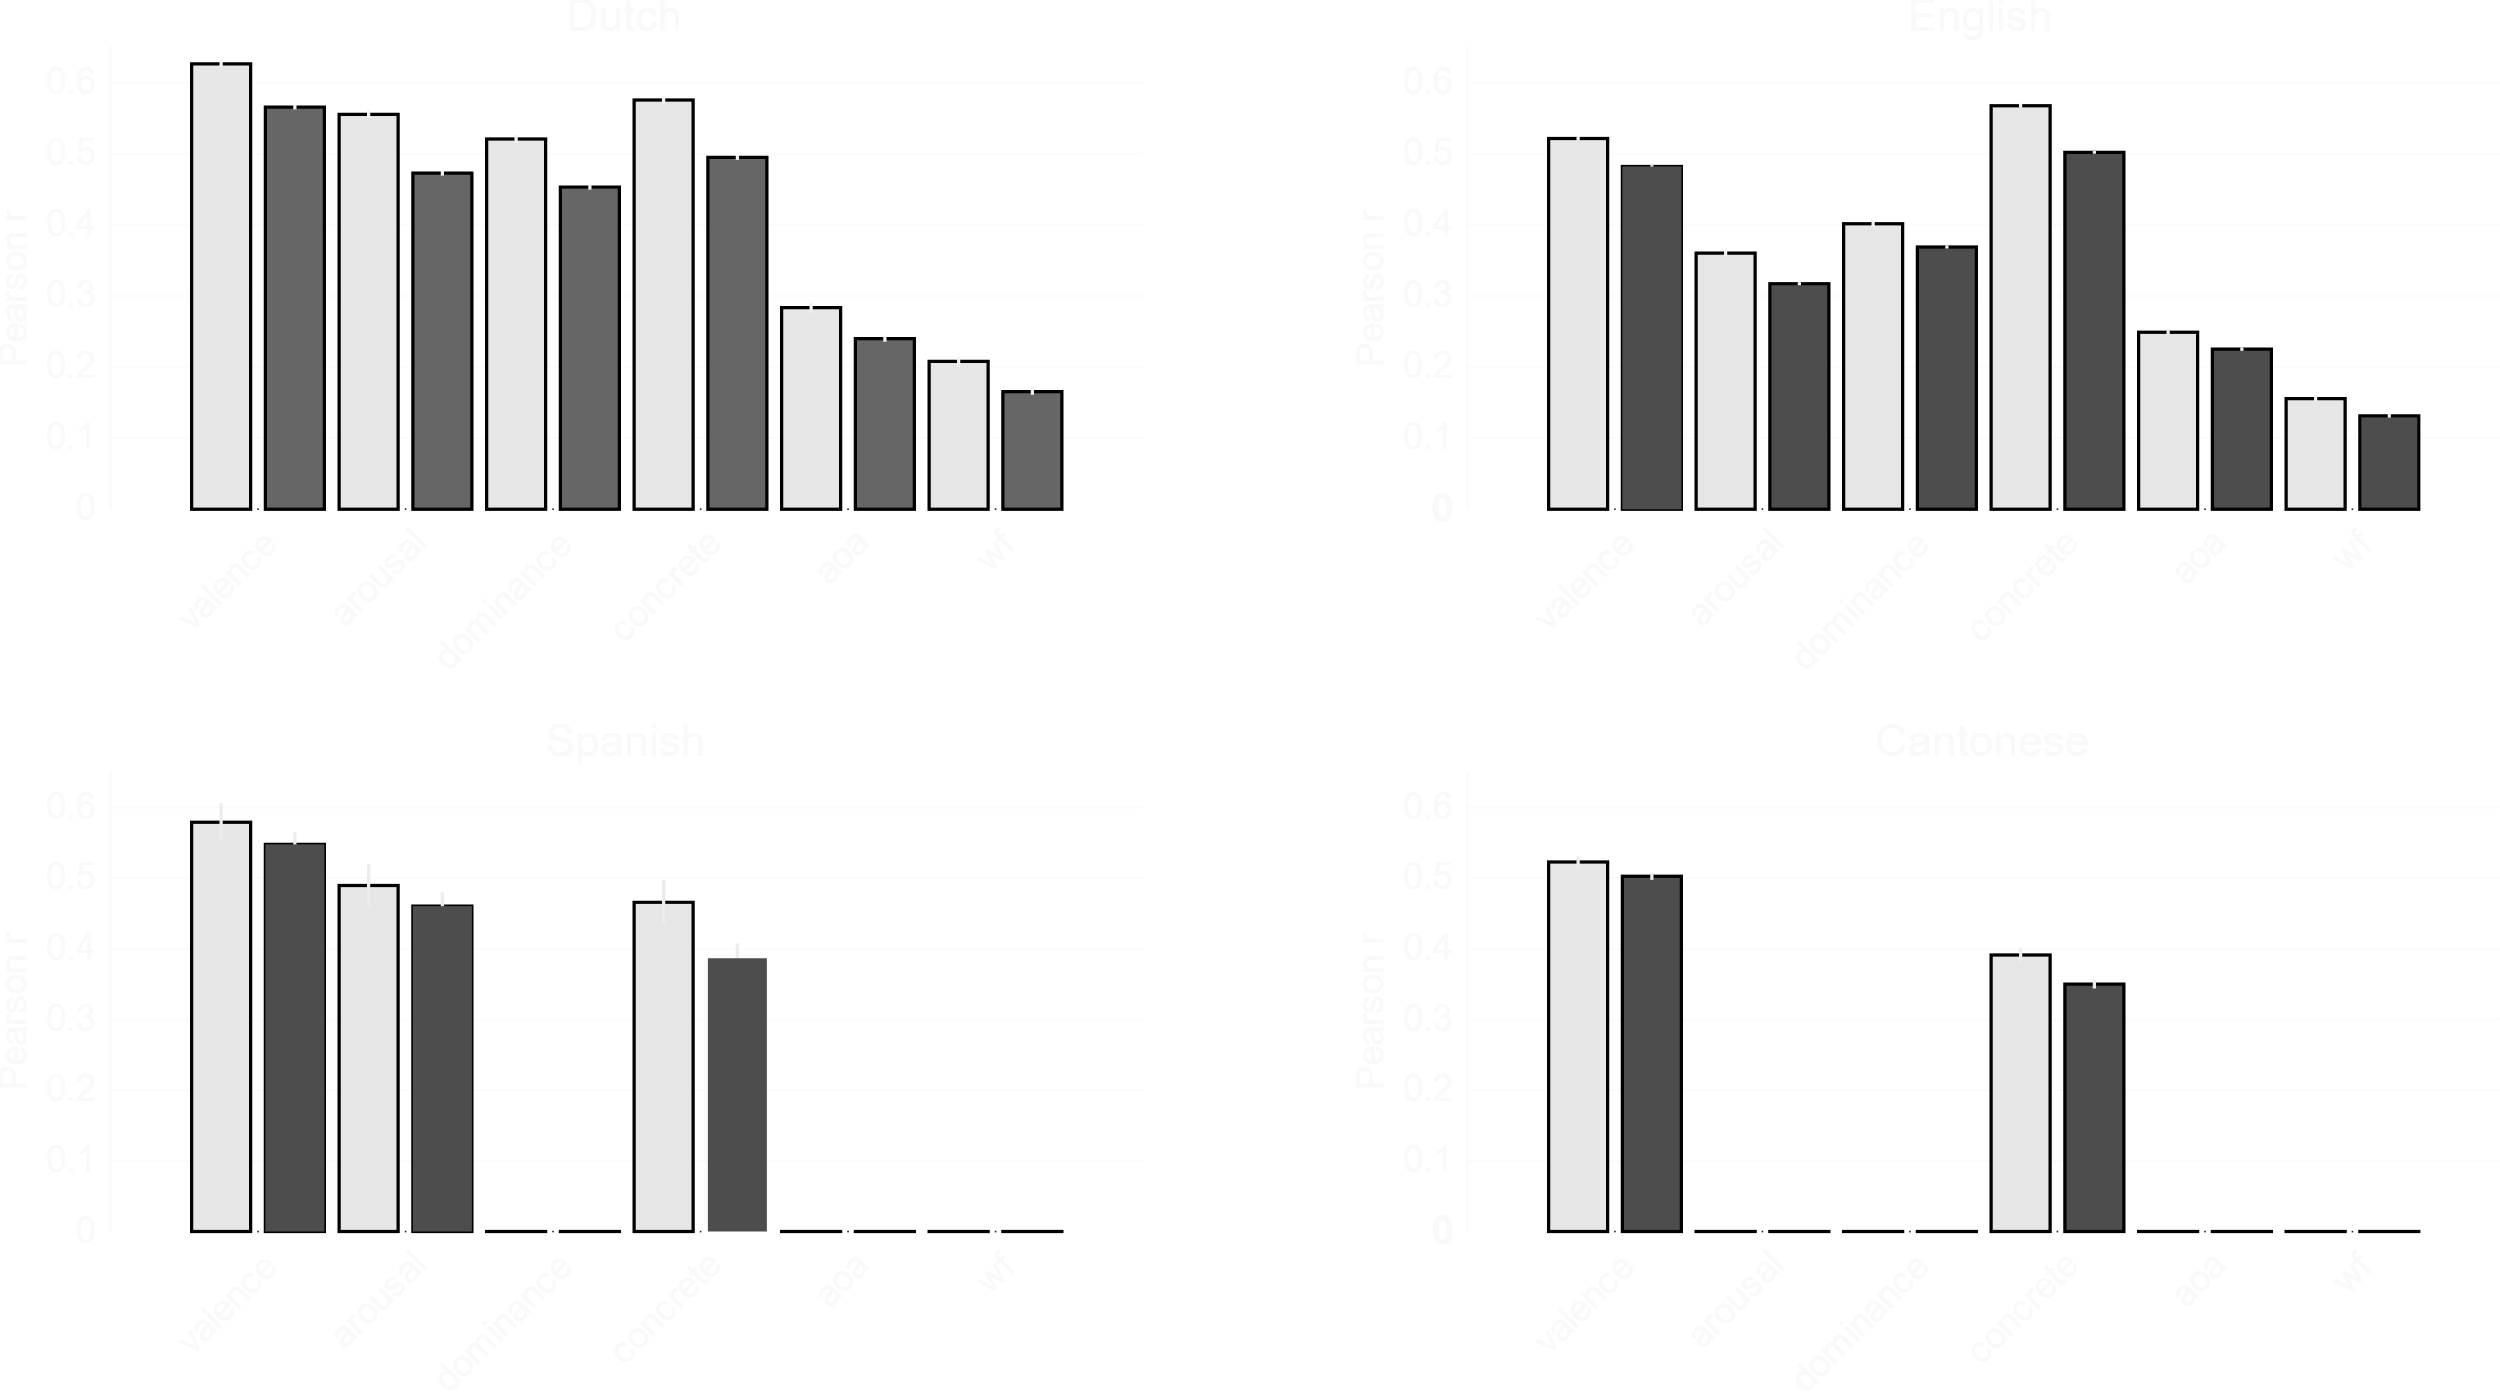 Dutch
Pearson r
0.6
0.5
0.4
0.3
0.2
0.1
0
valence
arousal
dominance
concrete
aoa
wf
English
Pearson r
0.6
0.5
0.4
0.3
0.2
0.1
0
valence
arousal
dominance
concrete
aoa
wf
Spanish
Pearson r
0.6
0.5
0.4
0.3
0.2
0.1
0
valence
arousal
dominance
concrete
aoa
wf
Cantonese
Pearson r
0.6
0.5
0.4
0.3
0.2
0.1
0
valence
arousal
dominance
concrete
aoa
wf